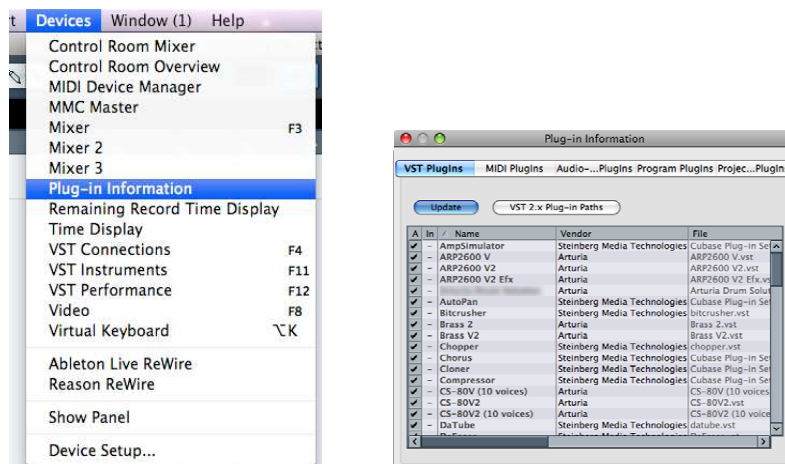 t Devices Window (1) Help
Control Room Mixer
Control Room Overview
MIDI Device Manager
MMC Master
Mixer F3
Mixer 2
Mixer 3
Plug-in Information
Remaining Record Time Display
Time Display
VST Connections F4
VST Instruments F11
VST Performance F12
Video F8
Virtual Keyboard ⌥K
Ableton Live ReWire
Reason ReWire
Show Panel
Device Setup...
Plug-in Information
VST PlugIns MIDI PlugIns Audio-...PlugIns Program PlugIns Projec...PlugIn
Update VST 2.x Plug-in Paths
A In Name Vendor File
AmpSimulator Steinberg Media Technologies Cubase Plug-in Set
ARP2600 V Arturia ARP2600 V.vst
ARP2600 V2 Arturia ARP2600 V2.vst
ARP2600 V2 Efx Arturia ARP2600 V2 Efx.vs
Arturia Arturia Drum Solut
AutoPan Steinberg Media Technologies Cubase Plug-in Set
Bitcrusher Steinberg Media Technologies bitcrusher.vst
Brass 2 Arturia Brass 2.vst
Brass V2 Arturia Brass V2.vst
Chopper Steinberg Media Technologies chopper.vst
Chorus Steinberg Media Technologies Cubase Plug-in Set
Cloner Steinberg Media Technologies Cubase Plug-in Set
Compressor Steinberg Media Technologies Cubase Plug-in Set
CS-80V (10 voices) Arturia CS-80V (10 voices
CS-80V2 Arturia CS-80V2.vst
CS-80V2 (10 voices) Arturia CS-80V2 (10 voice
DaTube Steinberg Media Technologies datube.vst